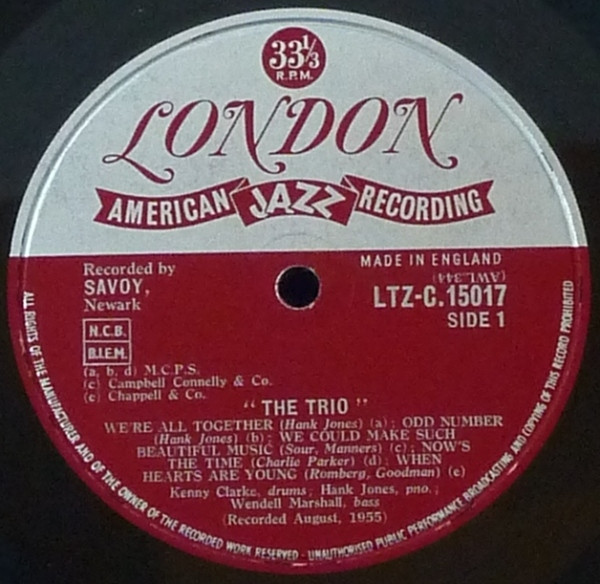 33⅓
R.P.M.
LONDON
AMERICAN JAZZ RECORDING
Recorded by
SAVOY,
Newark
MADE IN ENGLAND
(AWL.344)
LTZ-C.15017
SIDE 1
N.C.B.
B.I.E.M.
(a, b, d) M.C.P.S.
(c) Campbell Connelly & Co.
(e) Chappell & Co.
“ THE TRIO ”
WE'RE ALL TOGETHER (Hank Jones) (a) ; ODD NUMBER
(Hank Jones) (b) ; WE COULD MAKE SUCH
BEAUTIFUL MUSIC (Sour, Manners) (c) ; NOW'S
THE TIME (Charlie Parker) (d) ; WHEN
HEARTS ARE YOUNG (Romberg, Goodman) (e)
Kenny Clarke, drums ; Hank Jones, pno. ;
Wendell Marshall, bass
(Recorded August, 1955)
ALL RIGHTS OF THE MANUFACTURER AND OF THE OWNER OF THE RECORDED WORK RESERVED - UNAUTHORISED PUBLIC PERFORMANCE BROADCASTING AND COPYING OF THIS RECORD PROHIBITED